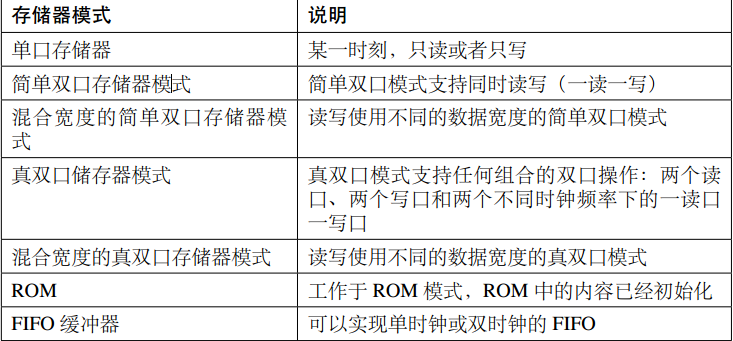 存储器模式 说明
单口存储器 某一时刻，只读或者只写
简单双口存储器模式 简单双口模式支持同时读写（一读一写）
混合宽度的简单双口存储器模 读写使用不同的数据宽度的简单双口模式
式
真双口储存器模式 真双口模式支持任何组合的双口操作：两个读
口、两个写口和两个不同时钟频率下的一读口
一写口
混合宽度的真双口存储器模式 读写使用不同的数据宽度的真双口模式
ROM 工作于 ROM 模式，ROM 中的内容已经初始化
FIFO 缓冲器 可以实现单时钟或双时钟的 FIFO